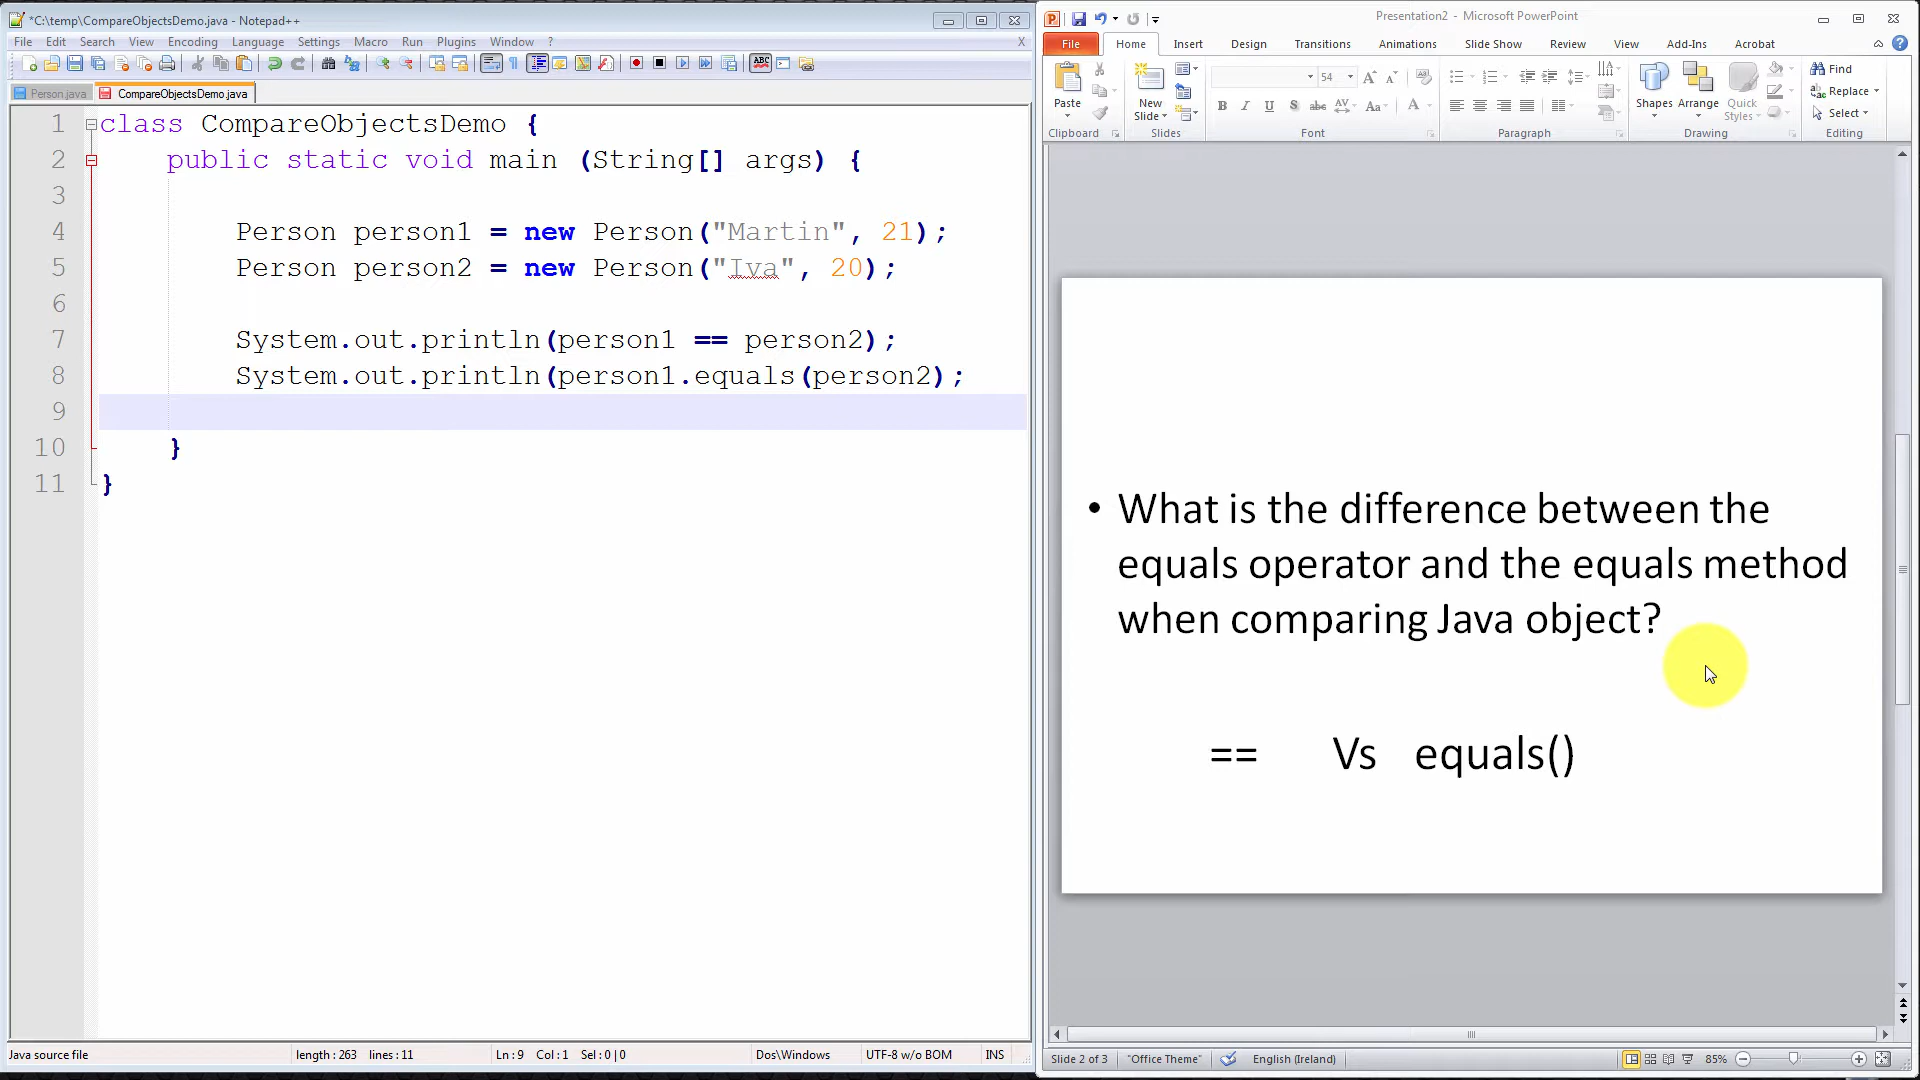 *C:\temp\CompareObjectsDemo.java - Notepad++
File Edit Search View Encoding Language Settings Macro Run Plugins Window ? X
Person.java CompareObjectsDemo.java
1 class CompareObjectsDemo {
2 public static void main (String[] args) {
3
4 Person person1 = new Person("Martin", 21);
5 Person person2 = new Person("Iva", 20);
6
7 System.out.println(person1 == person2);
8 System.out.println(person1.equals(person2);
9
10 }
11 }
Java source file length : 263 lines : 11 Ln : 9 Col : 1 Sel : 0 | 0 Dos\Windows UTF-8 w/o BOM INS
Presentation2 - Microsoft PowerPoint
File Home Insert Design Transitions Animations Slide Show Review View Add-Ins Acrobat
54
Find
Paste New Slide Shapes Arrange Quick Styles Replace
Select
Clipboard Slides Font Paragraph Drawing Editing
• What is the difference between the
equals operator and the equals method
when comparing Java object?
== Vs equals()
Slide 2 of 3 "Office Theme" English (Ireland) 85%